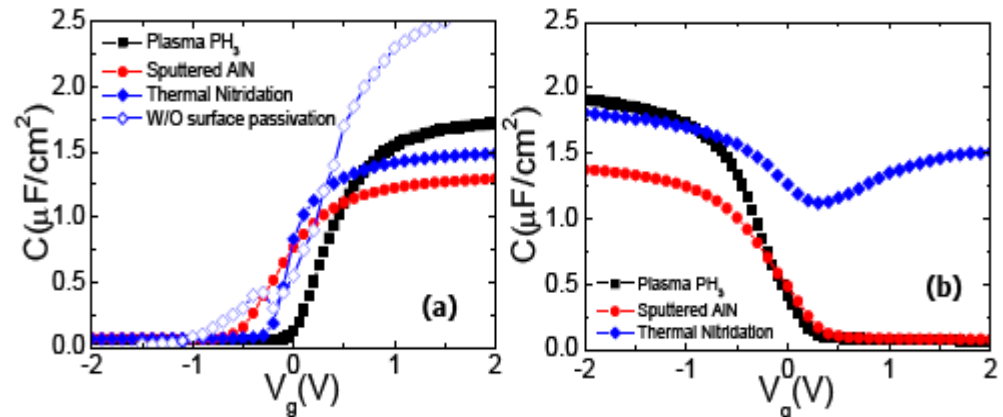 2.5
2.0
1.5
1.0
0.5
0.0
C(μF/cm²)
Plasma PH₃
Sputtered AlN
Thermal Nitridation
W/O surface passivation
(a)
-2 -1 0 1 2
V_g(V)
2.5
2.0
1.5
1.0
0.5
0.0
C(μF/cm²)
(b)
Plasma PH₃
Sputtered AlN
Thermal Nitridation
-2 -1 0 1 2
V_g(V)